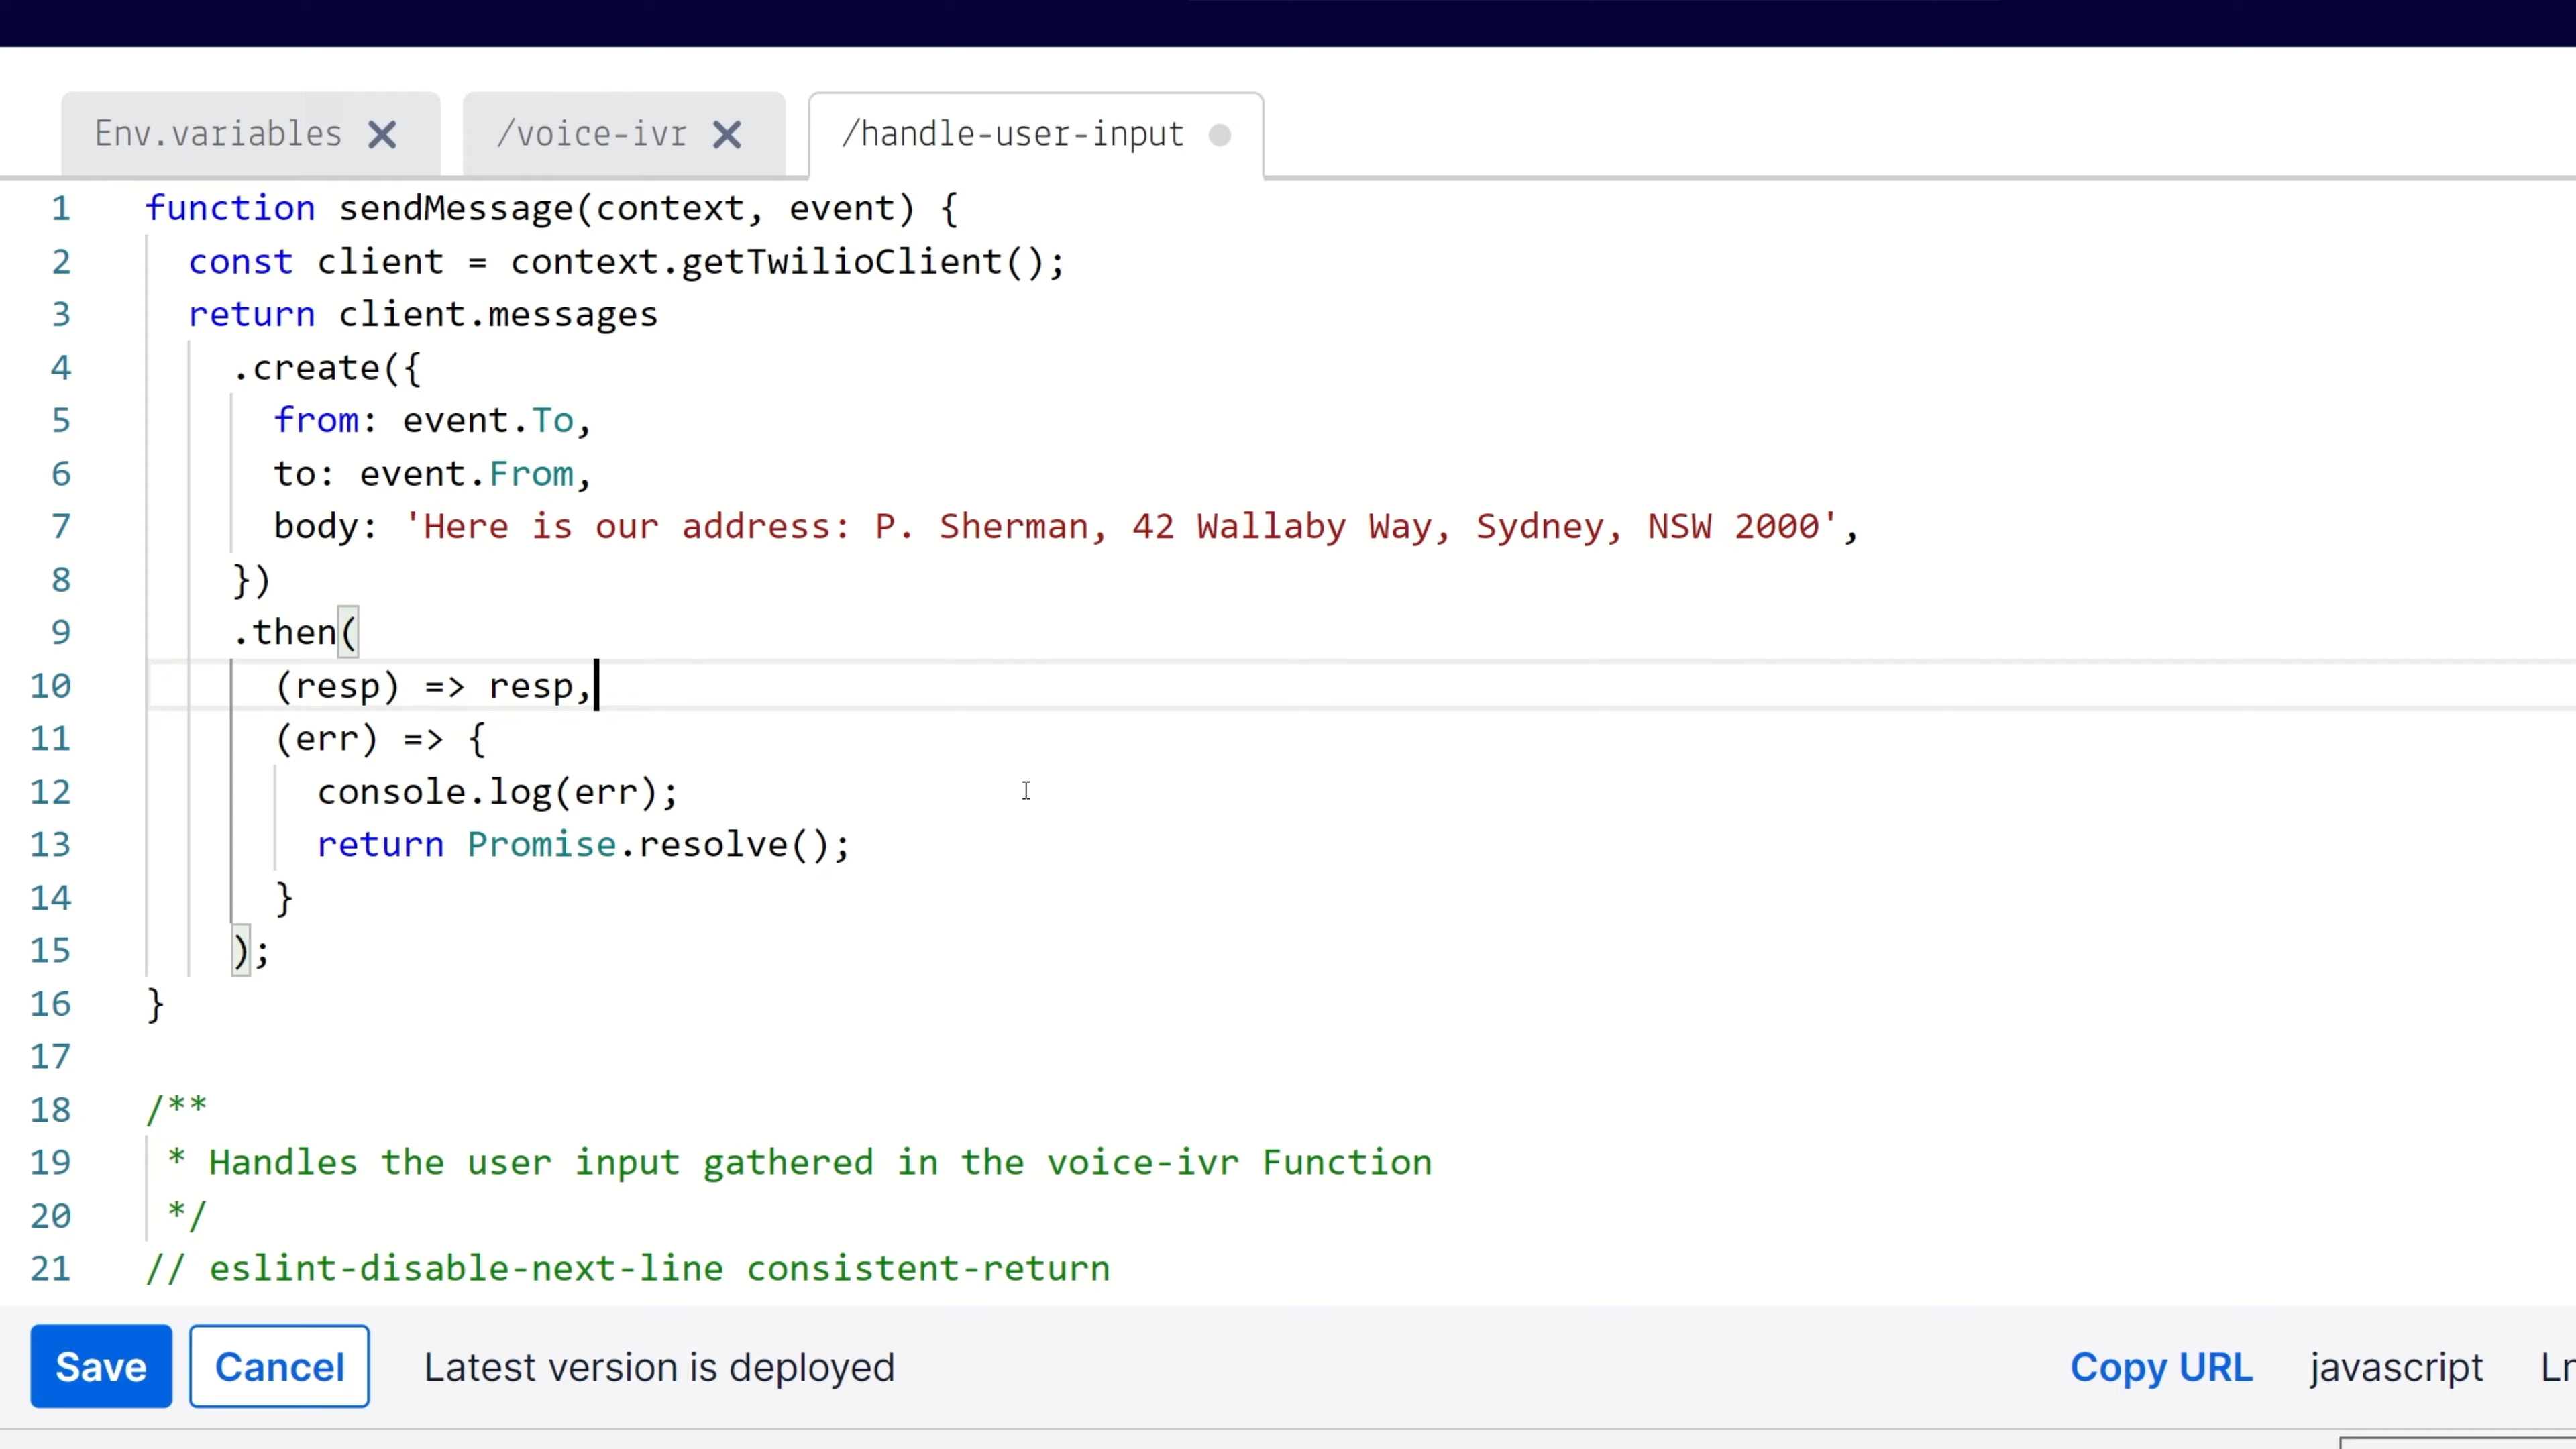 Env.variables
/voice-ivr
/handle-user-input
1 function sendMessage(context, event) {
2 const client = context.getTwilioClient();
3 return client.messages
4 .create({
5 from: event.To,
6 to: event.From,
7 body: 'Here is our address: P. Sherman, 42 Wallaby Way, Sydney, NSW 2000',
8 })
9 .then(
10 (resp) => resp,
11 (err) => {
12 console.log(err);
13 return Promise.resolve();
14 }
15 );
16 }
17
18 /**
19 * Handles the user input gathered in the voice-ivr Function
20 */
21 // eslint-disable-next-line consistent-return
Save Cancel Latest version is deployed Copy URL javascript